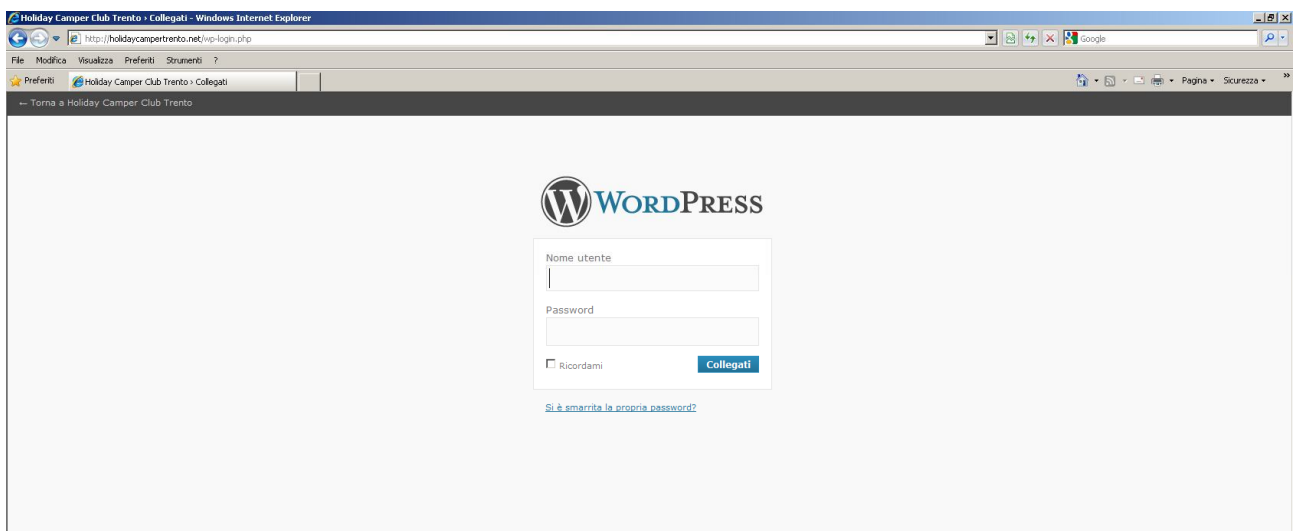 Holiday Camper Club Trento › Collegati - Windows Internet Explorer
http://holidaycampertrento.net/wp-login.php
Google
File Modifica Visualizza Preferiti Strumenti ?
Preferiti Holiday Camper Club Trento › Collegati Pagina Sicurezza »
← Torna a Holiday Camper Club Trento
WORDPRESS
Nome utente
Password
Ricordami Collegati
Si è smarrita la propria password?